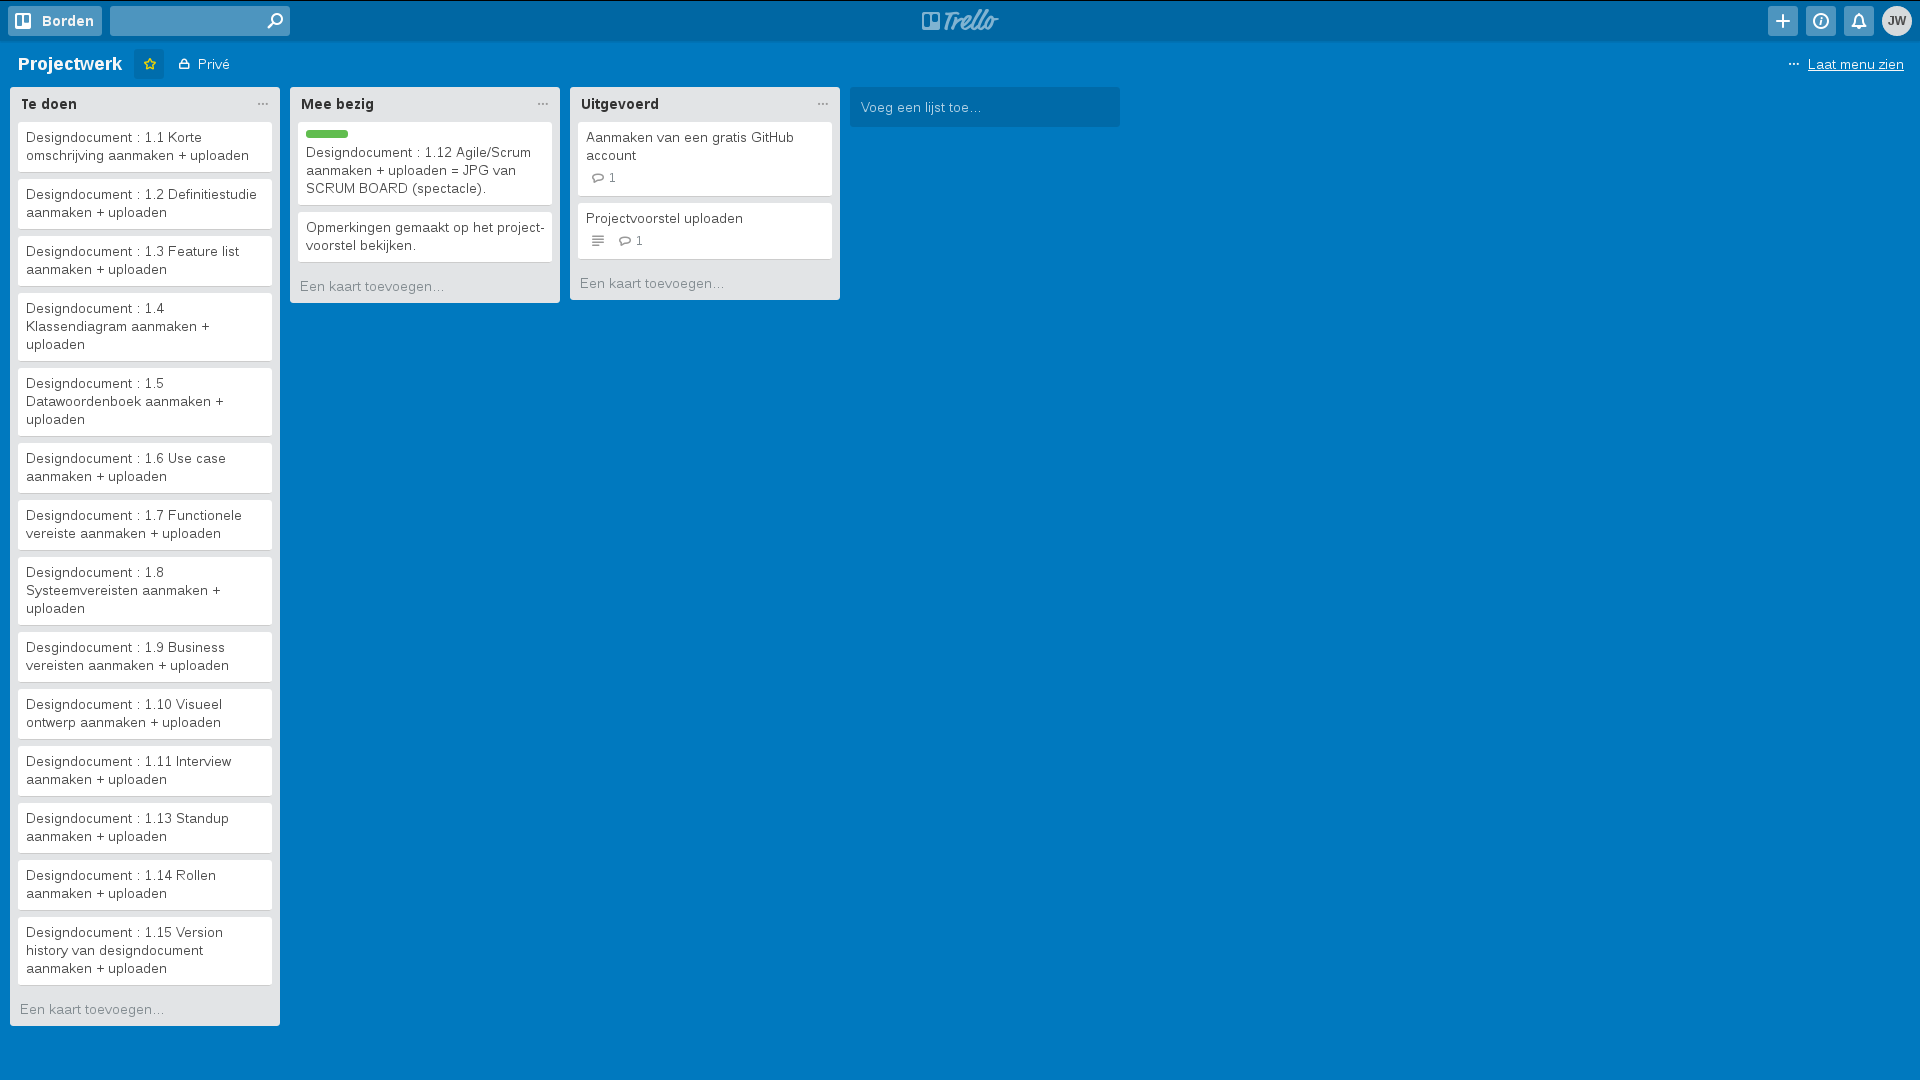 Borden
Trello
JW
Projectwerk
Privé
Laat menu zien
Te doen
Designdocument : 1.1 Korte
omschrijving aanmaken + uploaden
Designdocument : 1.2 Definitiestudie
aanmaken + uploaden
Designdocument : 1.3 Feature list
aanmaken + uploaden
Designdocument : 1.4
Klassendiagram aanmaken +
uploaden
Designdocument : 1.5
Datawoordenboek aanmaken +
uploaden
Designdocument : 1.6 Use case
aanmaken + uploaden
Designdocument : 1.7 Functionele
vereiste aanmaken + uploaden
Designdocument : 1.8
Systeemvereisten aanmaken +
uploaden
Desgindocument : 1.9 Business
vereisten aanmaken + uploaden
Designdocument : 1.10 Visueel
ontwerp aanmaken + uploaden
Designdocument : 1.11 Interview
aanmaken + uploaden
Designdocument : 1.13 Standup
aanmaken + uploaden
Designdocument : 1.14 Rollen
aanmaken + uploaden
Designdocument : 1.15 Version
history van designdocument
aanmaken + uploaden
Een kaart toevoegen...
Mee bezig
Designdocument : 1.12 Agile/Scrum
aanmaken + uploaden = JPG van
SCRUM BOARD (spectacle).
Opmerkingen gemaakt op het project-
voorstel bekijken.
Een kaart toevoegen...
Uitgevoerd
Aanmaken van een gratis GitHub
account
1
Projectvoorstel uploaden
1
Een kaart toevoegen...
Voeg een lijst toe...